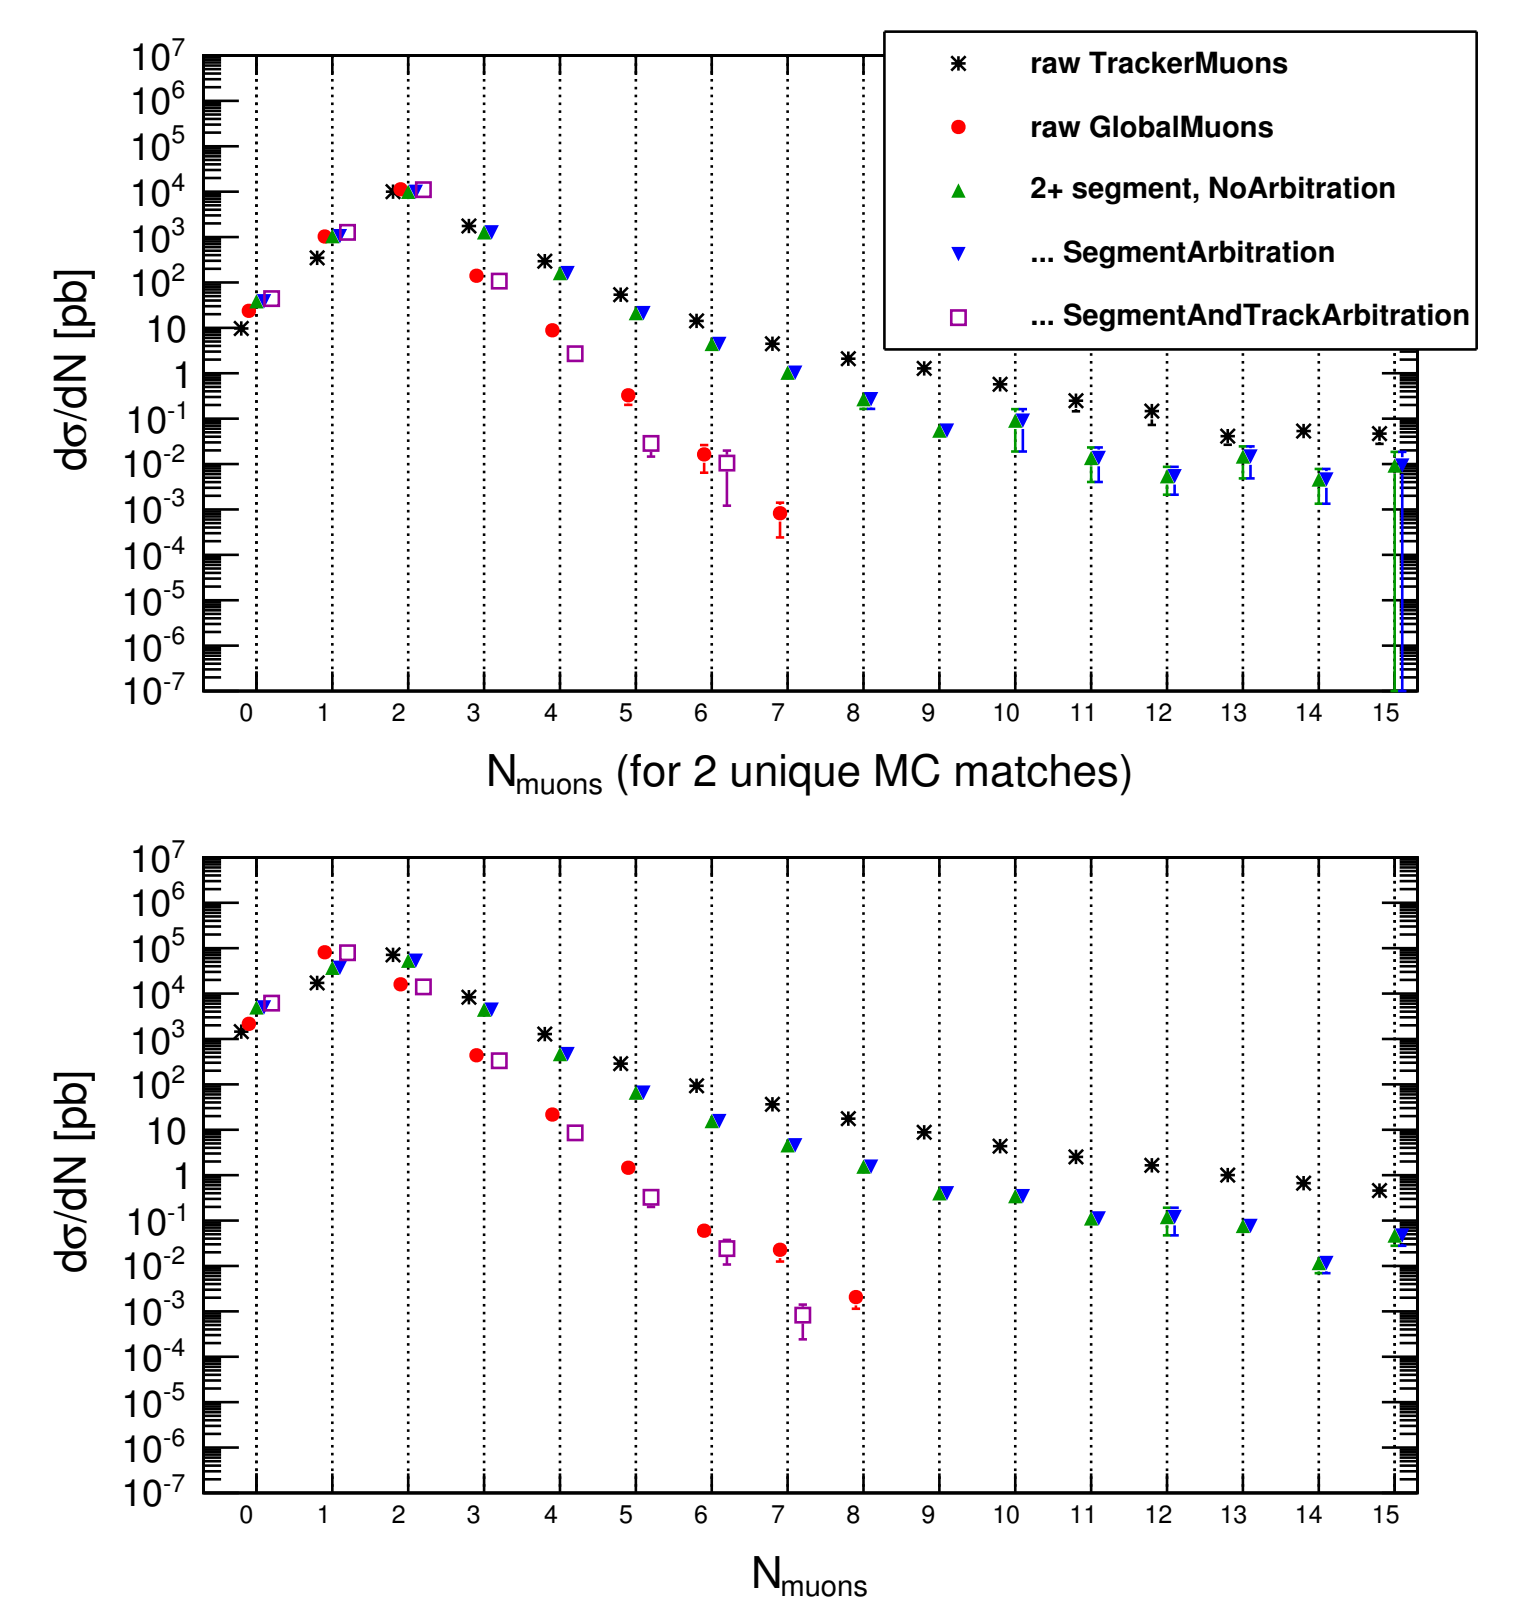 raw TrackerMuons
raw GlobalMuons
2+ segment, NoArbitration
... SegmentArbitration
... SegmentAndTrackArbitration
dσ/dN [pb]
10^7
10^6
10^5
10^4
10^3
10^2
10
1
10^-1
10^-2
10^-3
10^-4
10^-5
10^-6
10^-7
0 1 2 3 4 5 6 7 8 9 10 11 12 13 14 15
N_muons (for 2 unique MC matches)
dσ/dN [pb]
10^7
10^6
10^5
10^4
10^3
10^2
10
1
10^-1
10^-2
10^-3
10^-4
10^-5
10^-6
10^-7
0 1 2 3 4 5 6 7 8 9 10 11 12 13 14 15
N_muons